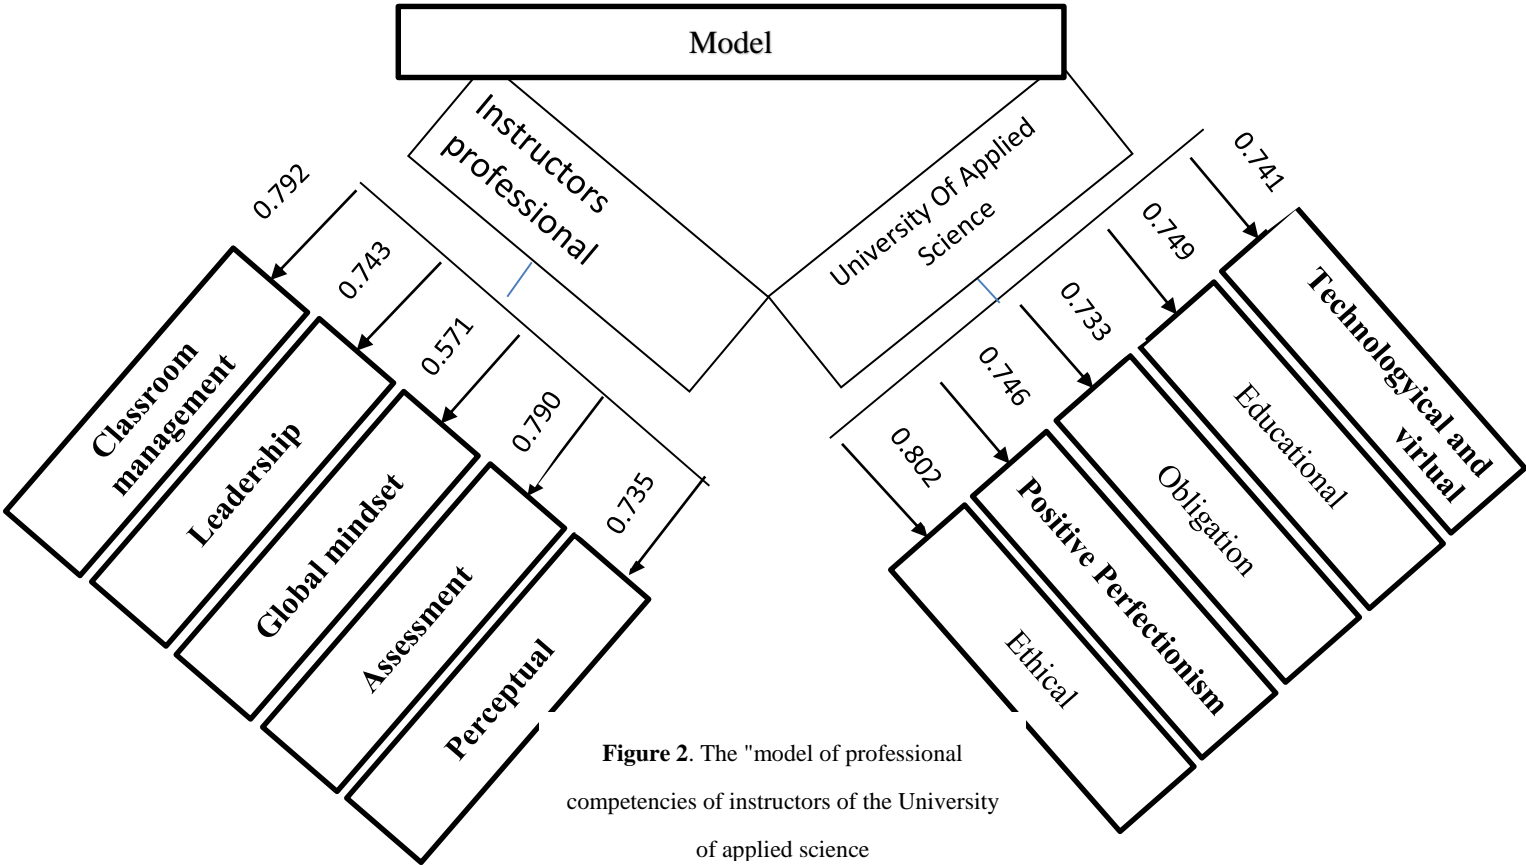 Model
Instructors
professional
University Of Applied
Science
0.792
0.743
0.571
0.790
0.735
0.741
0.749
0.733
0.746
0.802
Classroom
management
Leadership
Global mindset
Assessment
Perceptual
Technologyical and
virlual
Educational
Obligation
Positive Perfectionism
Ethical
Figure 2. The "model of professional
competencies of instructors of the University
of applied science